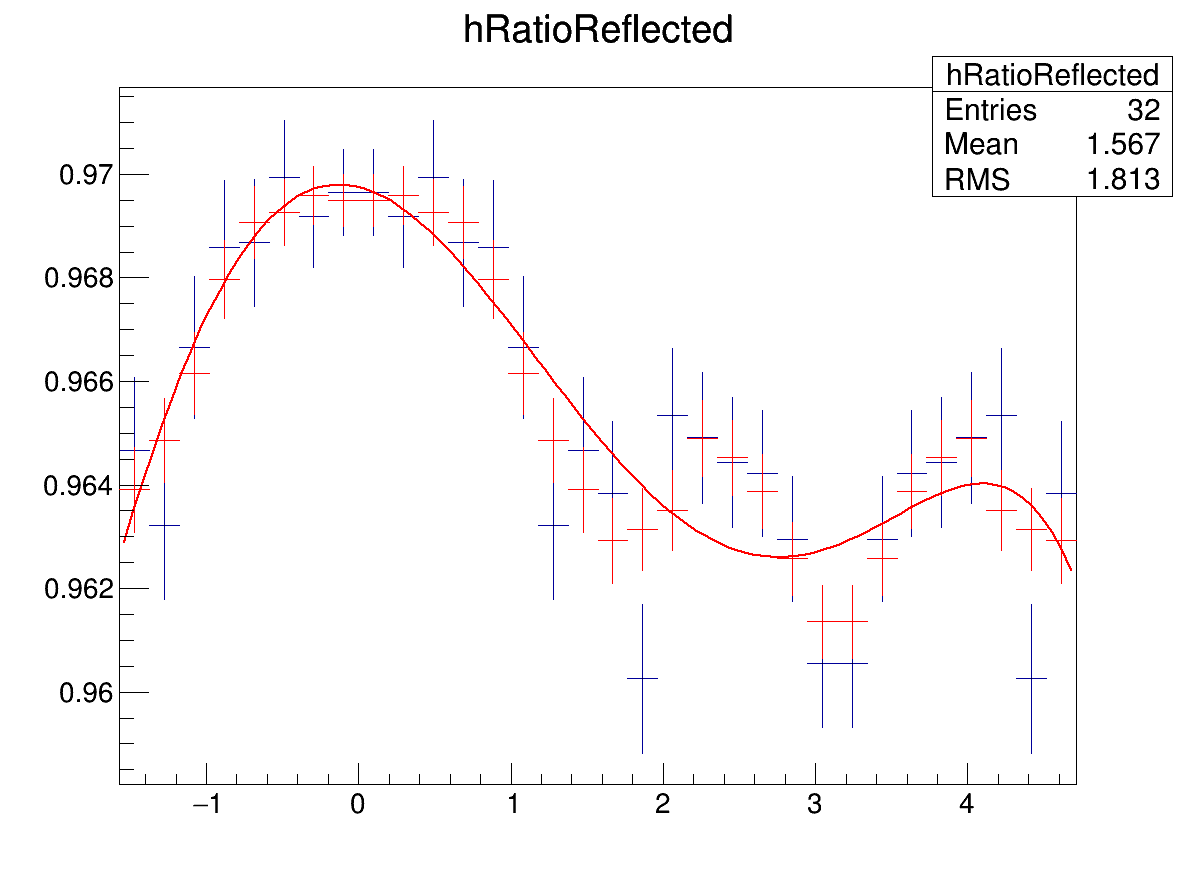 hRatioReflected
hRatioReflected
Entries 32
Mean 1.567
RMS 1.813
0.97
0.968
0.966
0.964
0.962
0.96
−1 0 1 2 3 4